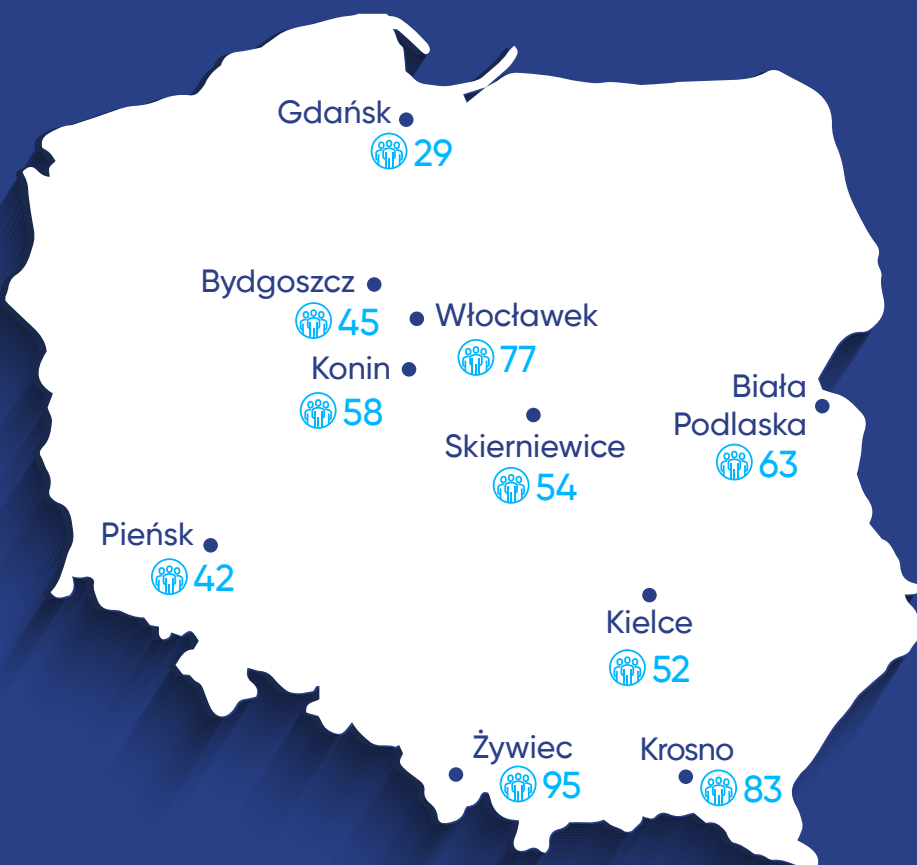 Gdańsk
29
Bydgoszcz
45
Włocławek
77
Konin
58
Biała
Podlaska
63
Skierniewice
54
Pieńsk
42
Kielce
52
Żywiec
95
Krosno
83